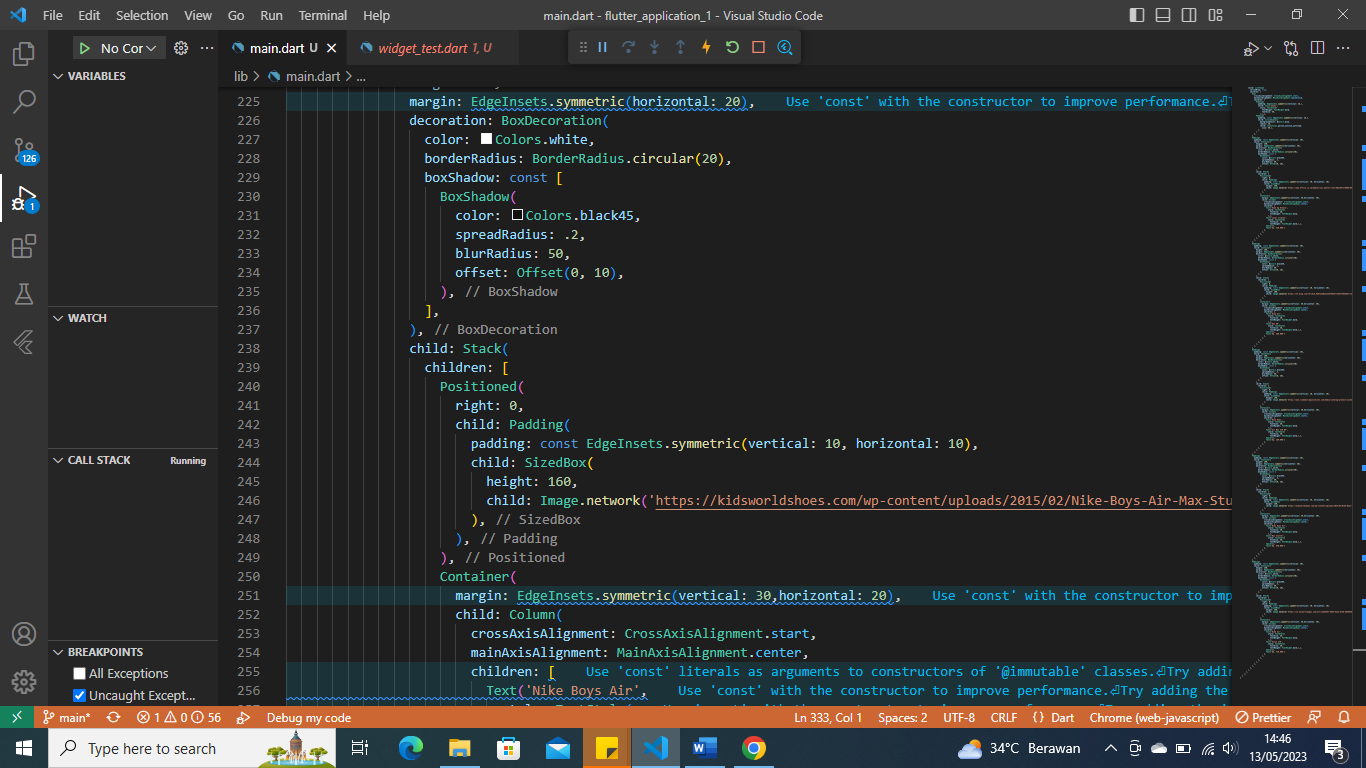 File Edit Selection View Go Run Terminal Help
main.dart - flutter_application_1 - Visual Studio Code
No Cor
main.dart U
widget_test.dart 1, U
lib > main.dart > ...
VARIABLES
WATCH
CALL STACK Running
BREAKPOINTS
All Exceptions
Uncaught Except...
126
1
225 margin: EdgeInsets.symmetric(horizontal: 20), Use 'const' with the constructor to improve performance.⏎T
226 decoration: BoxDecoration(
227 color: Colors.white,
228 borderRadius: BorderRadius.circular(20),
229 boxShadow: const [
230 BoxShadow(
231 color: Colors.black45,
232 spreadRadius: .2,
233 blurRadius: 50,
234 offset: Offset(0, 10),
235 ), // BoxShadow
236 ],
237 ), // BoxDecoration
238 child: Stack(
239 children: [
240 Positioned(
241 right: 0,
242 child: Padding(
243 padding: const EdgeInsets.symmetric(vertical: 10, horizontal: 10),
244 child: SizedBox(
245 height: 160,
246 child: Image.network('https://kidsworldshoes.com/wp-content/uploads/2015/02/Nike-Boys-Air-Max-Stu
247 ), // SizedBox
248 ), // Padding
249 ), // Positioned
250 Container(
251 margin: EdgeInsets.symmetric(vertical: 30,horizontal: 20), Use 'const' with the constructor to imp
252 child: Column(
253 crossAxisAlignment: CrossAxisAlignment.start,
254 mainAxisAlignment: MainAxisAlignment.center,
255 children: [ Use 'const' literals as arguments to constructors of '@immutable' classes.⏎Try addin
256 Text('Nike Boys Air', Use 'const' with the constructor to improve performance.⏎Try adding the
main* 1 0 56 Debug my code
Ln 333, Col 1 Spaces: 2 UTF-8 CRLF {} Dart Chrome (web-javascript) Prettier
Type here to search
34°C Berawan
14:46
13/05/2023
3